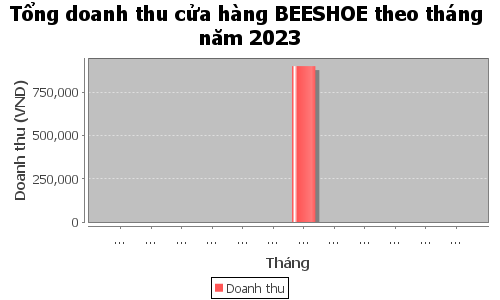 Tổng doanh thu cửa hàng BEESHOE theo tháng
năm 2023
Doanh thu (VND)
750,000
500,000
250,000
0
... ... ... ... ... ... ... ... ... ... ... ...
Tháng
Doanh thu